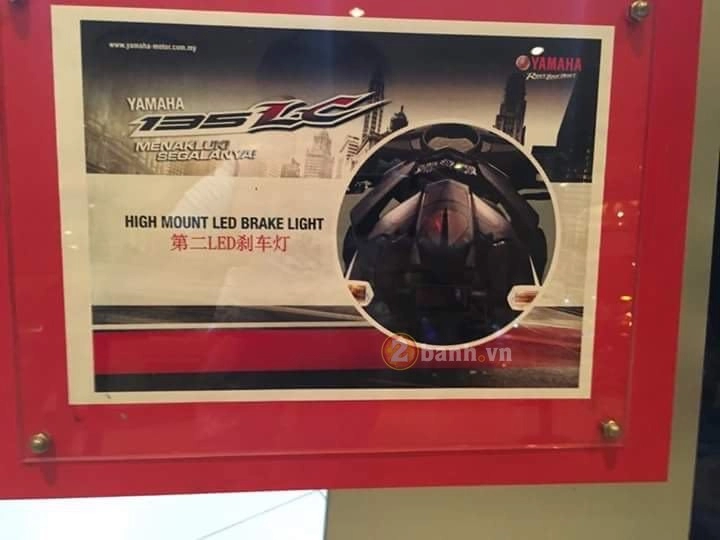 www.yamaha-motor.com.my
YAMAHA
Revs Your Heart
YAMAHA
135LC
MENAKLUKI
SEGALANYA!
HIGH MOUNT LED BRAKE LIGHT
第二LED刹车灯
2banh.vn